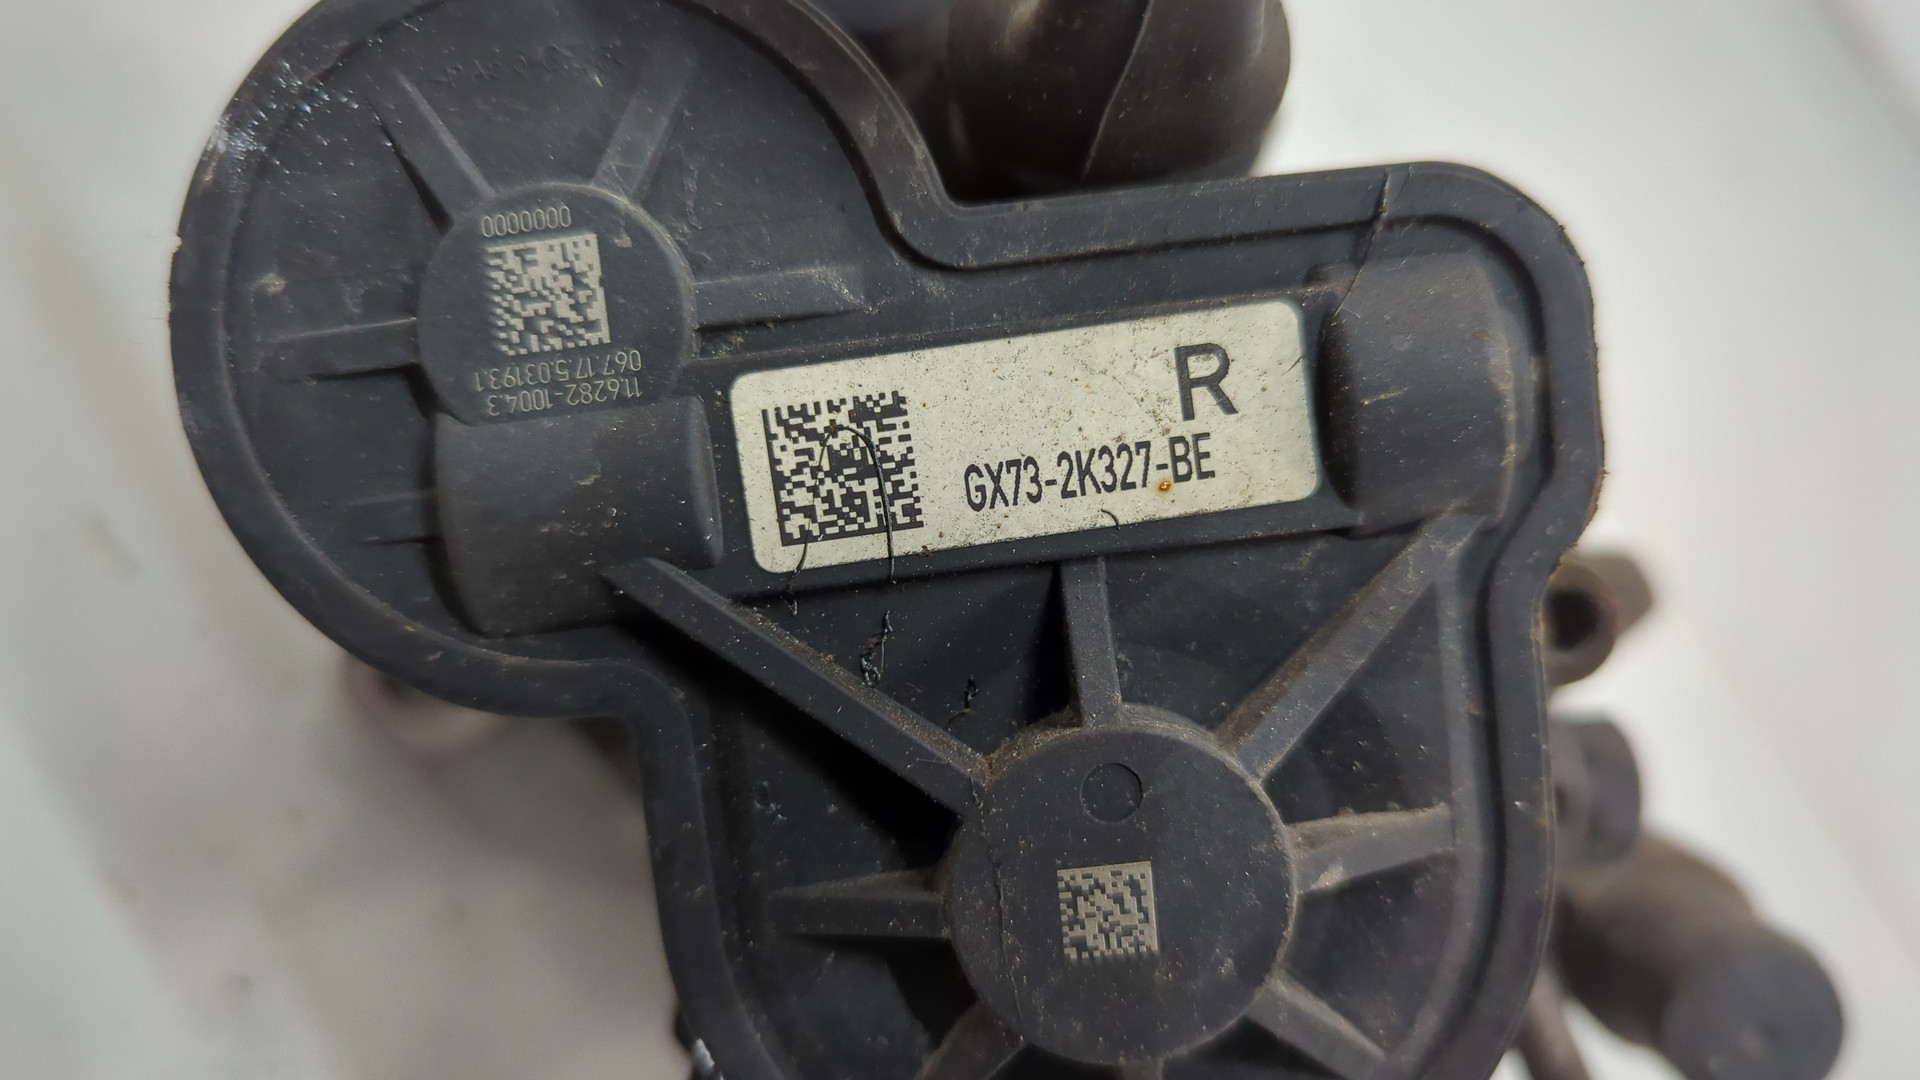 0000000
067.17 5.03193.1
11.6282-1004.3
R
GX73-2K327-BE